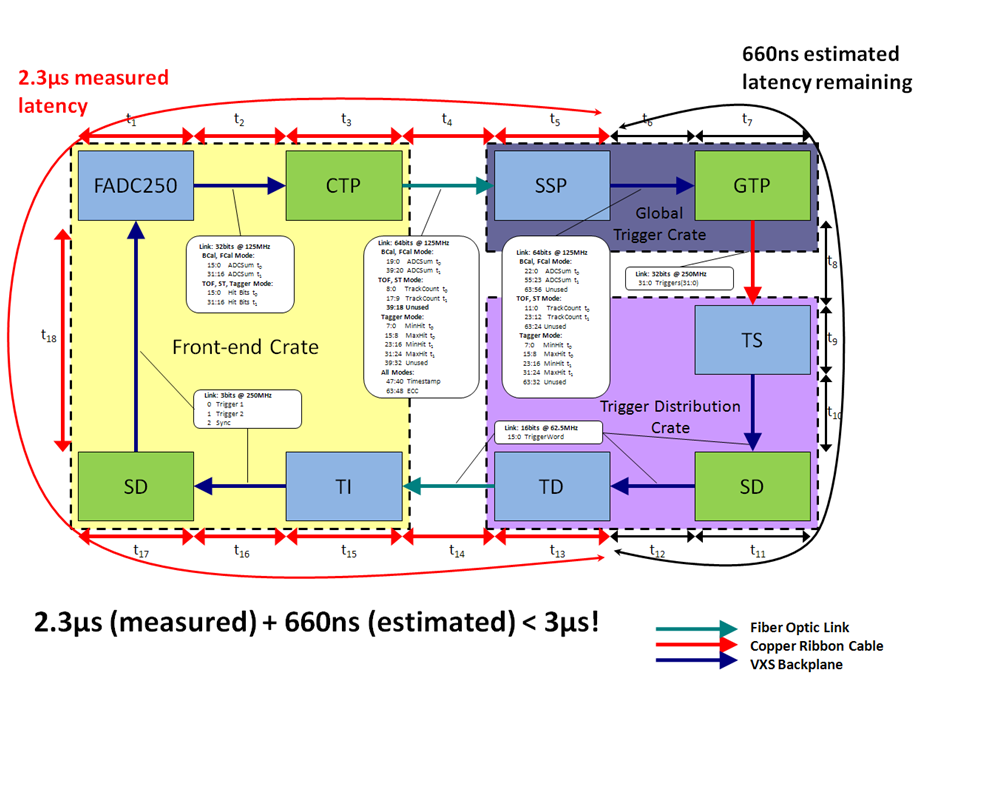 2.3µs measured
latency
660ns estimated
latency remaining
t1
t2
t3
t4
t5
t6
t7
FADC250
CTP
SSP
GTP
Global
Trigger Crate
Link: 32bits @ 125MHz
BCal, FCal Mode:
15:0 ADCSum t0
31:16 ADCSum t1
TOF, ST, Tagger Mode:
15:0 Hit Bits t0
31:16 Hit Bits t1
Link: 64bits @ 125MHz
BCal, FCal Mode:
19:0 ADCSum t0
39:20 ADCSum t1
TOF, ST Mode:
8:0 TrackCount t0
17:9 TrackCount t1
39:18 Unused
Tagger Mode:
7:0 MinHit t0
15:8 MaxHit t0
23:16 MinHit t1
31:24 MaxHit t1
39:32 Unused
All Modes:
47:40 Timestamp
63:48 ECC
Link: 64bits @ 125MHz
BCal, FCal Mode:
22:0 ADCSum t0
55:23 ADCSum t1
63:56 Unused
TOF, ST Mode:
11:0 TrackCount t0
23:12 TrackCount t1
63:24 Unused
Tagger Mode:
7:0 MinHit t0
15:8 MaxHit t0
23:16 MinHit t1
31:24 MaxHit t1
63:32 Unused
Link: 32bits @ 250MHz
31:0 Triggers(31:0)
t8
t18
Front-end Crate
TS
t9
Link: 3bits @ 250MHz
0 Trigger 1
1 Trigger 2
2 Sync
Trigger Distribution
Crate
t10
Link: 16bits @ 62.5MHz
15:0 TriggerWord
SD
TI
TD
SD
t17
t16
t15
t14
t13
t12
t11
2.3µs (measured) + 660ns (estimated) < 3µs!
Fiber Optic Link
Copper Ribbon Cable
VXS Backplane